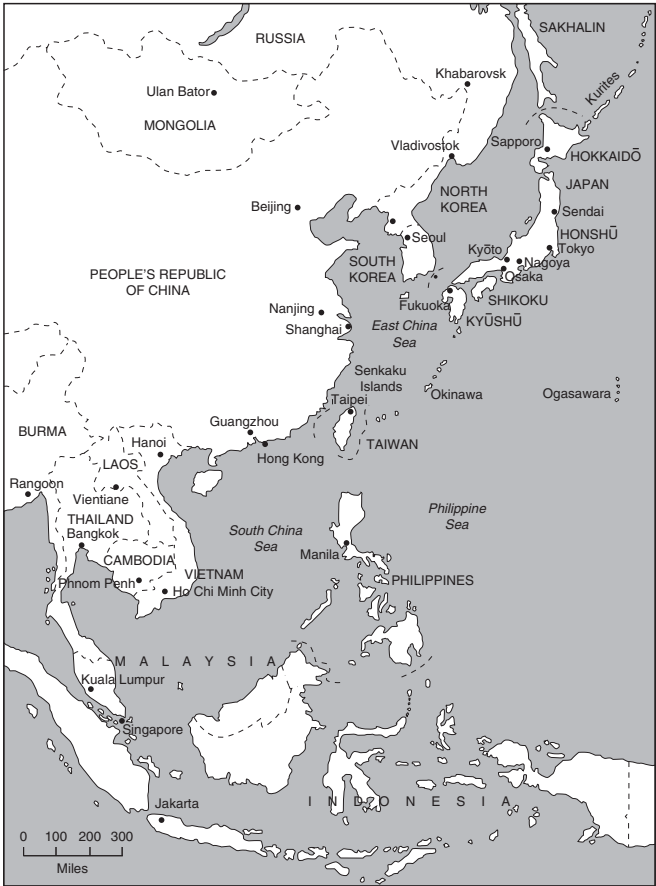 RUSSIA
SAKHALIN
Khabarovsk
Kurites
Ulan Bator
MONGOLIA
Vladivostok
Sapporo
HOKKAIDŌ
JAPAN
NORTH
KOREA
Beijing
Sendai
HONSHŪ
Seoul
Kyōto
Tokyo
Nagoya
Osaka
SOUTH
KOREA
PEOPLE'S REPUBLIC
OF CHINA
Fukuoka
SHIKOKU
KYŪSHŪ
Nanjing
Shanghai
East China
Sea
Senkaku
Islands
Okinawa
Ogasawara
Taipei
Guangzhou
BURMA
Hanoi
TAIWAN
Hong Kong
LAOS
Rangoon
Vientiane
THAILAND
Bangkok
South China
Sea
Philippine
Sea
Manila
CAMBODIA
VIETNAM
Phnom Penh
Ho Chi Minh City
PHILIPPINES
MALAYSIA
Kuala Lumpur
Singapore
INDONESIA
Jakarta
0 100 200 300
Miles